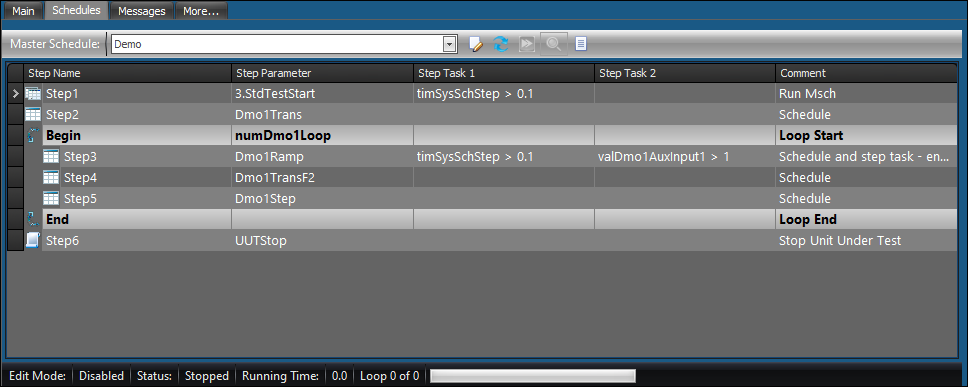 Main Schedules Messages More...
Master Schedule: Demo
Step Name Step Parameter Step Task 1 Step Task 2 Comment
Step1 3.StdTestStart timSysSchStep > 0.1 Run Msch
Step2 Dmo1Trans Schedule
Begin numDmo1Loop Loop Start
Step3 Dmo1Ramp timSysSchStep > 0.1 valDmo1AuxInput1 > 1 Schedule and step task - en...
Step4 Dmo1TransF2 Schedule
Step5 Dmo1Step Schedule
End Loop End
Step6 UUTStop Stop Unit Under Test
Edit Mode: Disabled Status: Stopped Running Time: 0.0 Loop 0 of 0